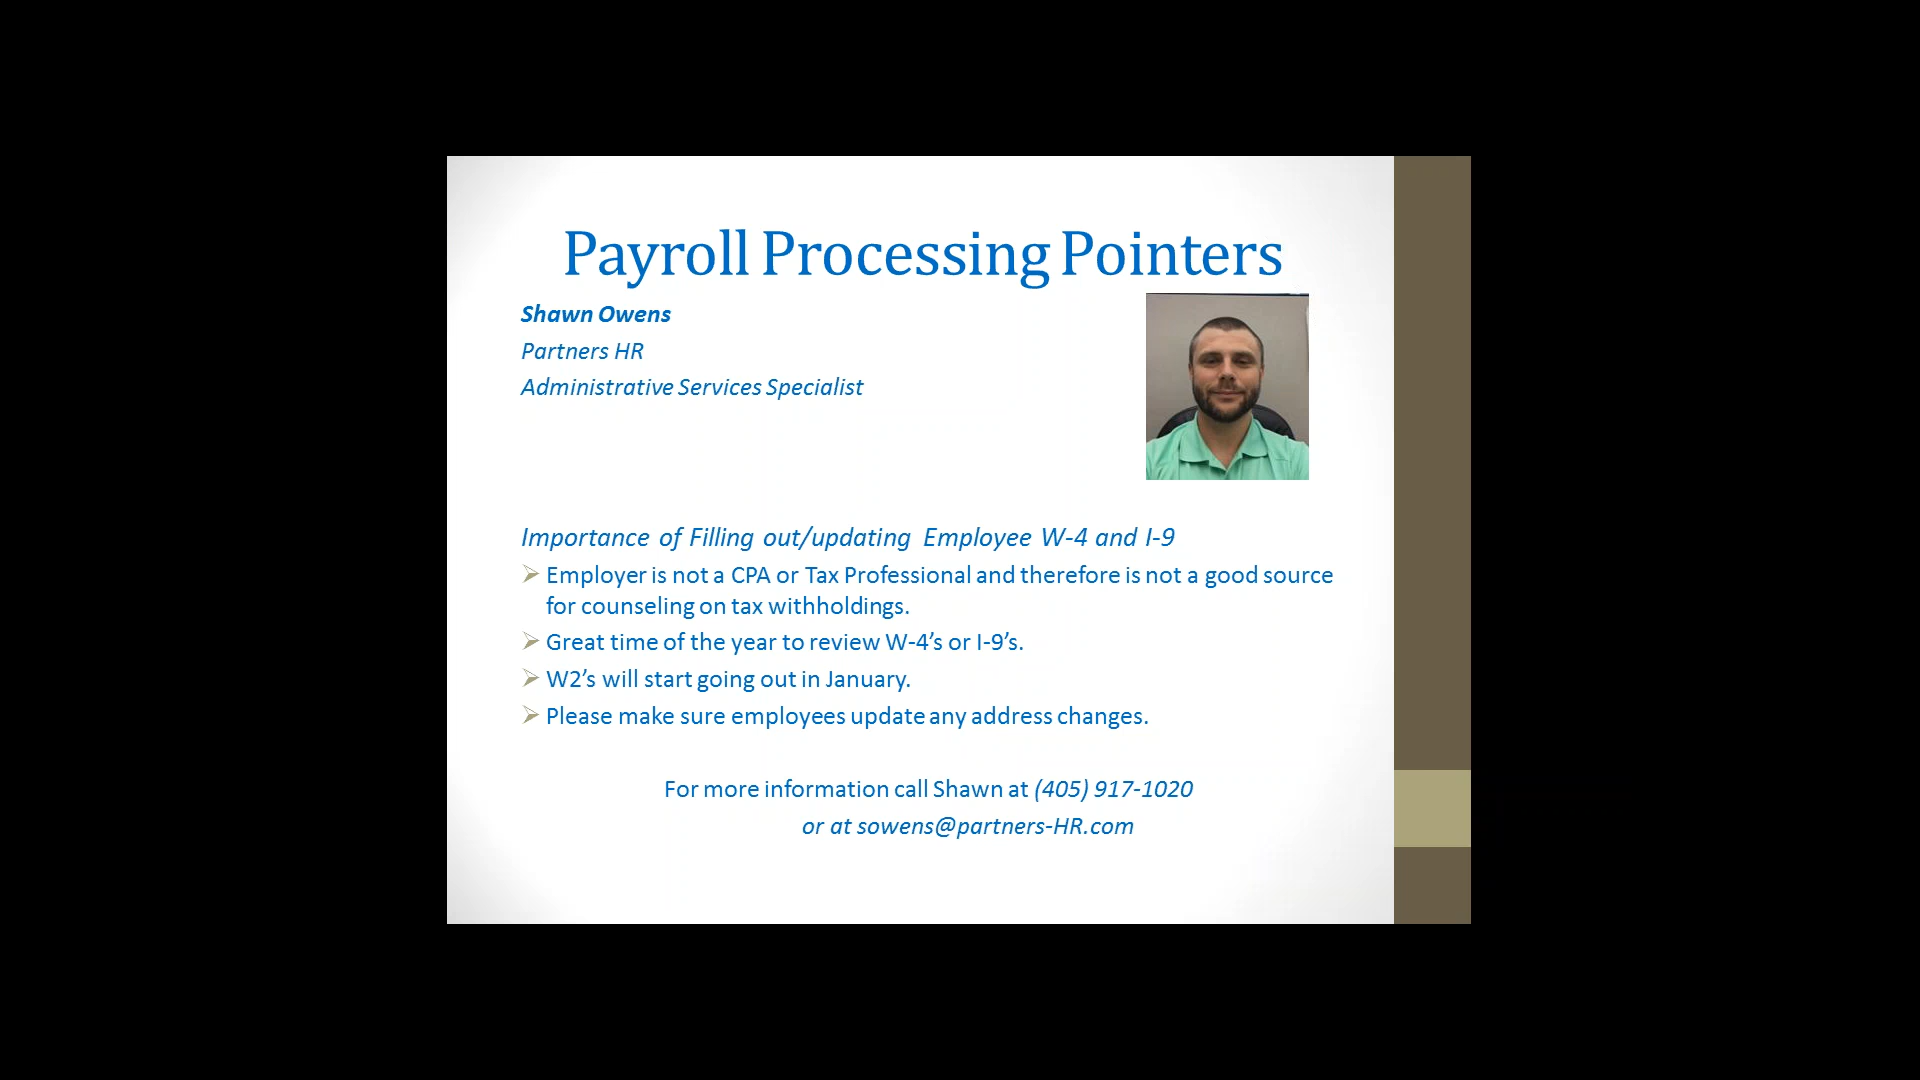 Payroll Processing Pointers
Shawn Owens
Partners HR
Administrative Services Specialist
Importance of Filling out/updating Employee W-4 and I-9
➢ Employer is not a CPA or Tax Professional and therefore is not a good source
for counseling on tax withholdings.
➢ Great time of the year to review W-4’s or I-9’s.
➢ W2’s will start going out in January.
➢ Please make sure employees update any address changes.
For more information call Shawn at (405) 917-1020
or at sowens@partners-HR.com